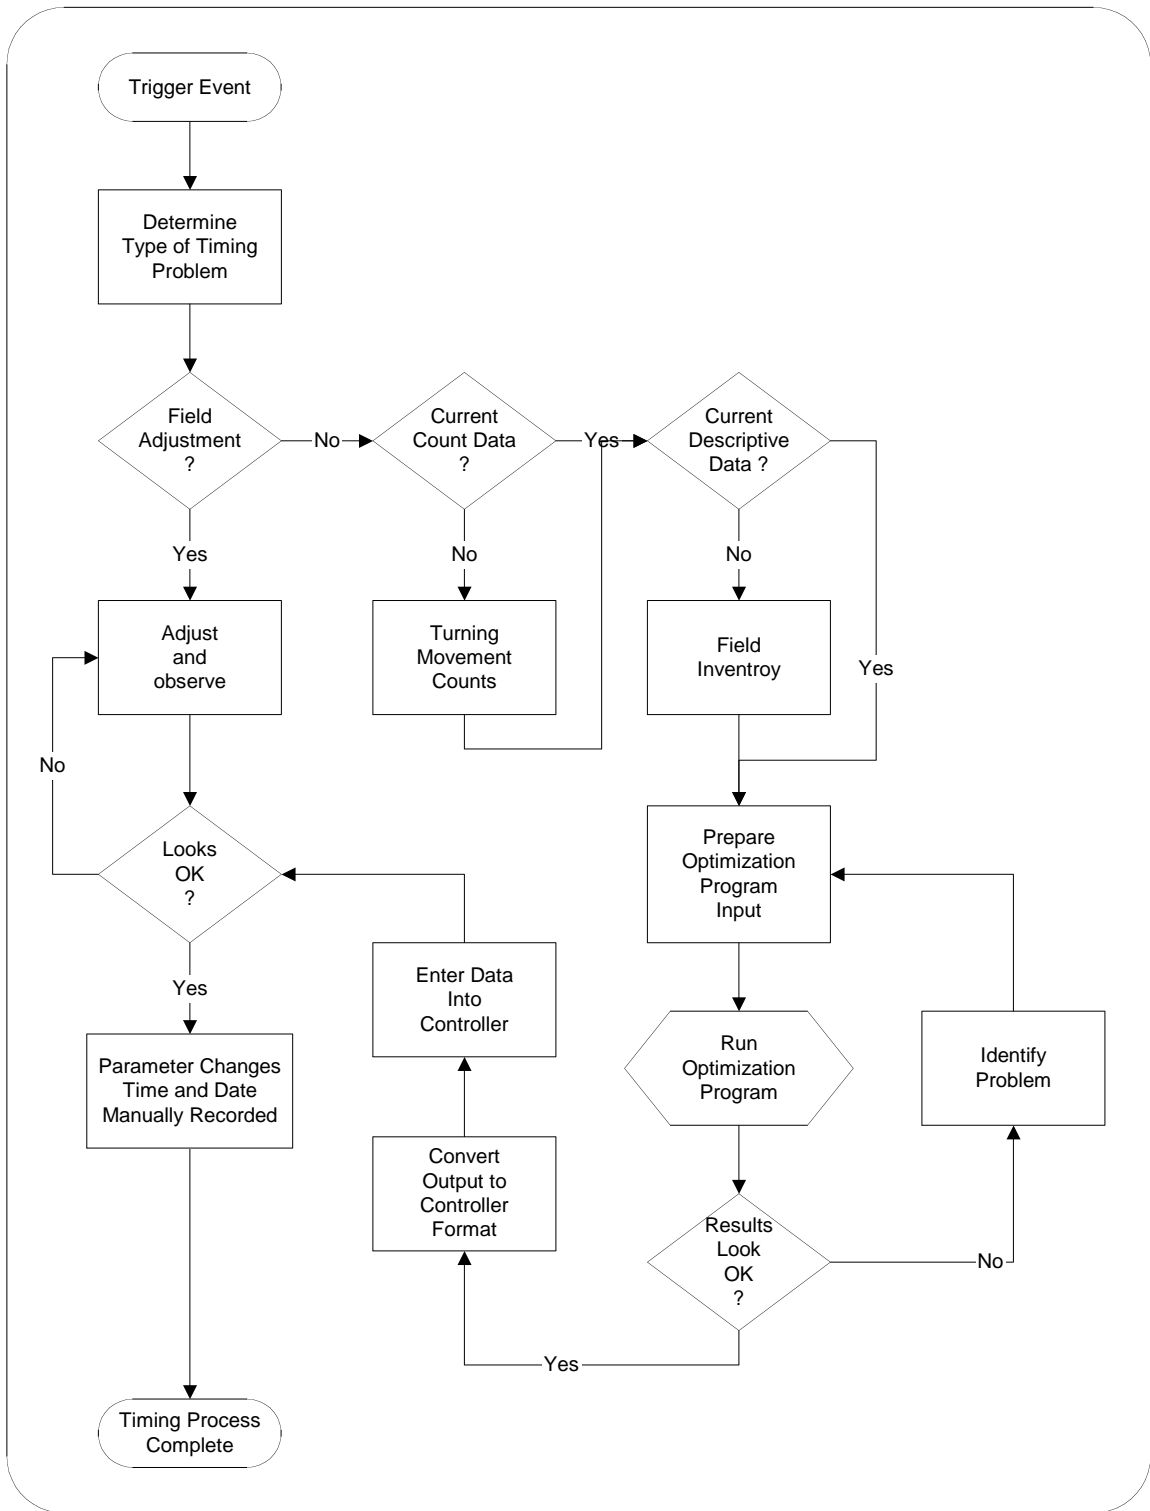 Trigger Event
Determine
Type of Timing
Problem
Field
Adjustment
?
No
Current
Count Data
?
Yes
Current
Descriptive
Data ?
Yes
No
No
Adjust
and
observe
Turning
Movement
Counts
Field
Inventroy
Yes
No
Looks
OK
?
Prepare
Optimization
Program
Input
Yes
Enter Data
Into
Controller
Parameter Changes
Time and Date
Manually Recorded
Run
Optimization
Program
Identify
Problem
Convert
Output to
Controller
Format
Results
Look
OK
?
No
Yes
Timing Process
Complete